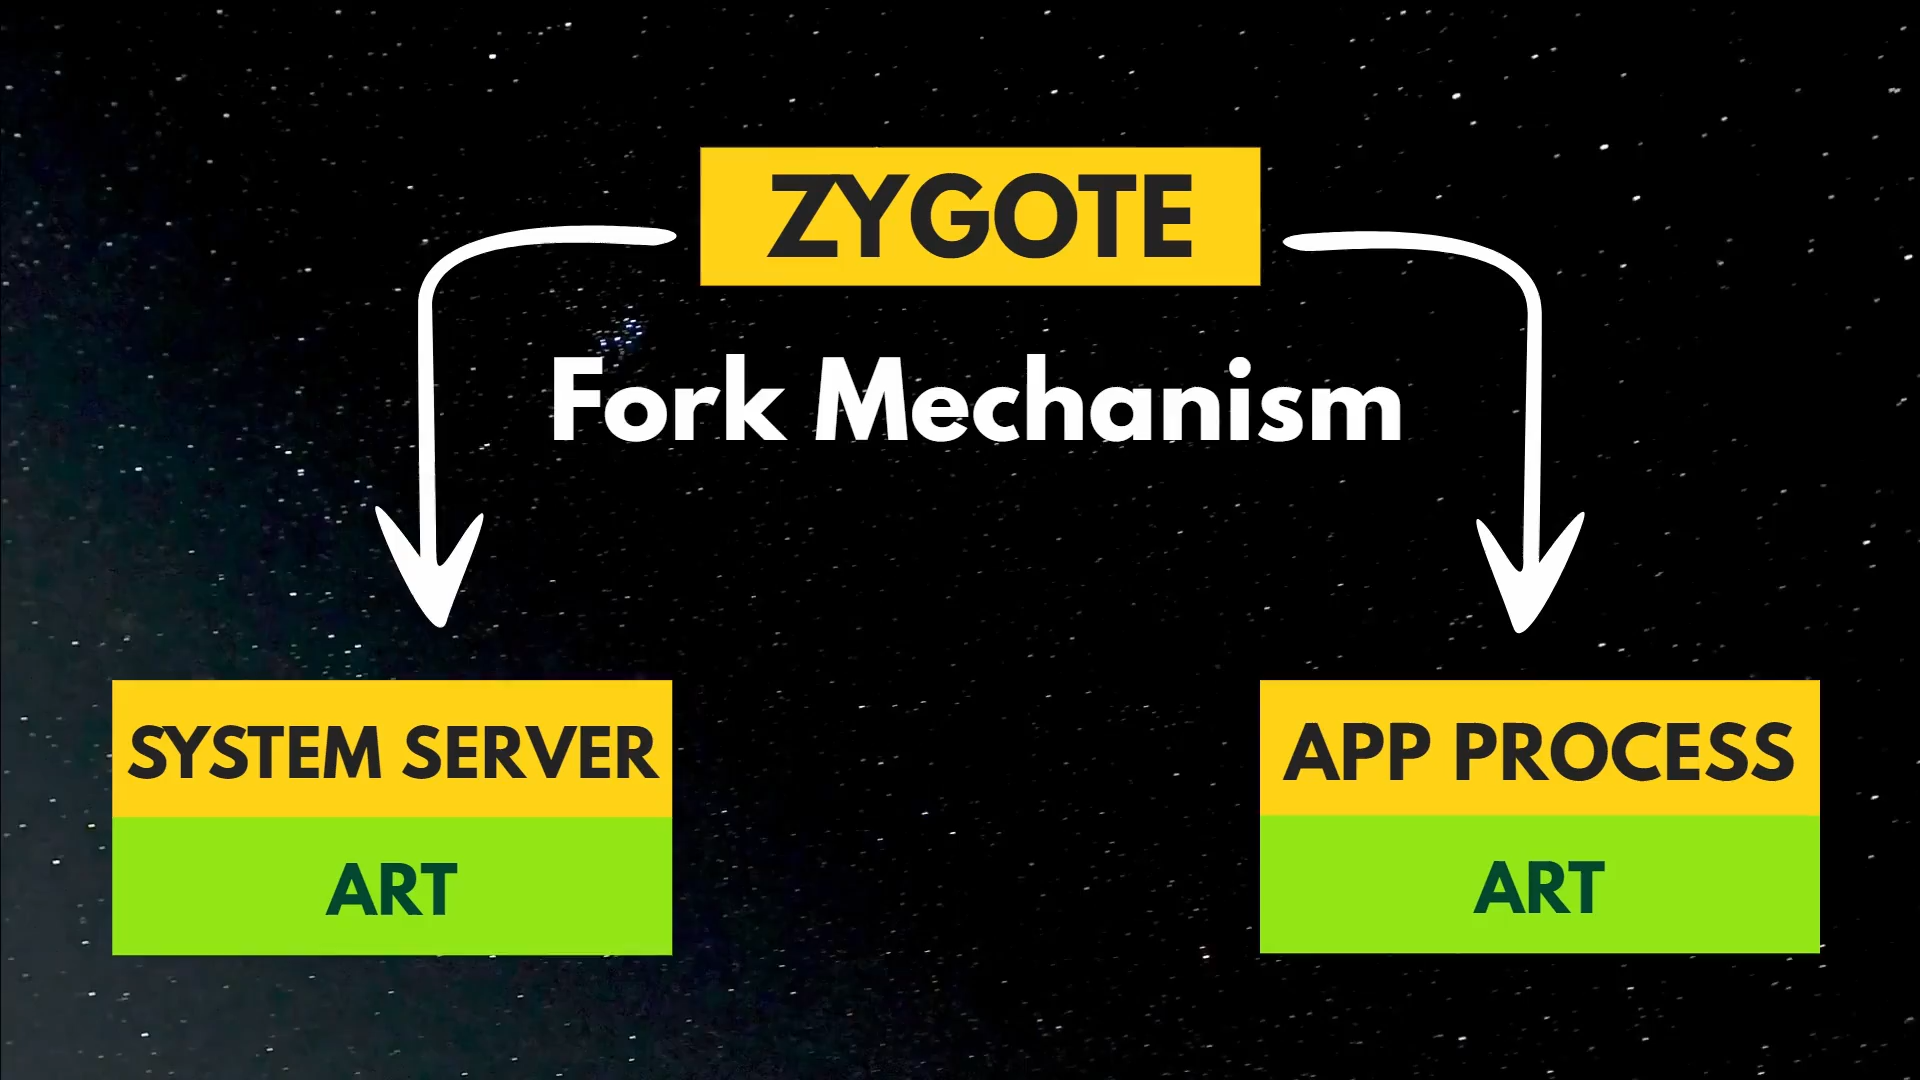 ZYGOTE
Fork Mechanism
SYSTEM SERVER
ART
APP PROCESS
ART